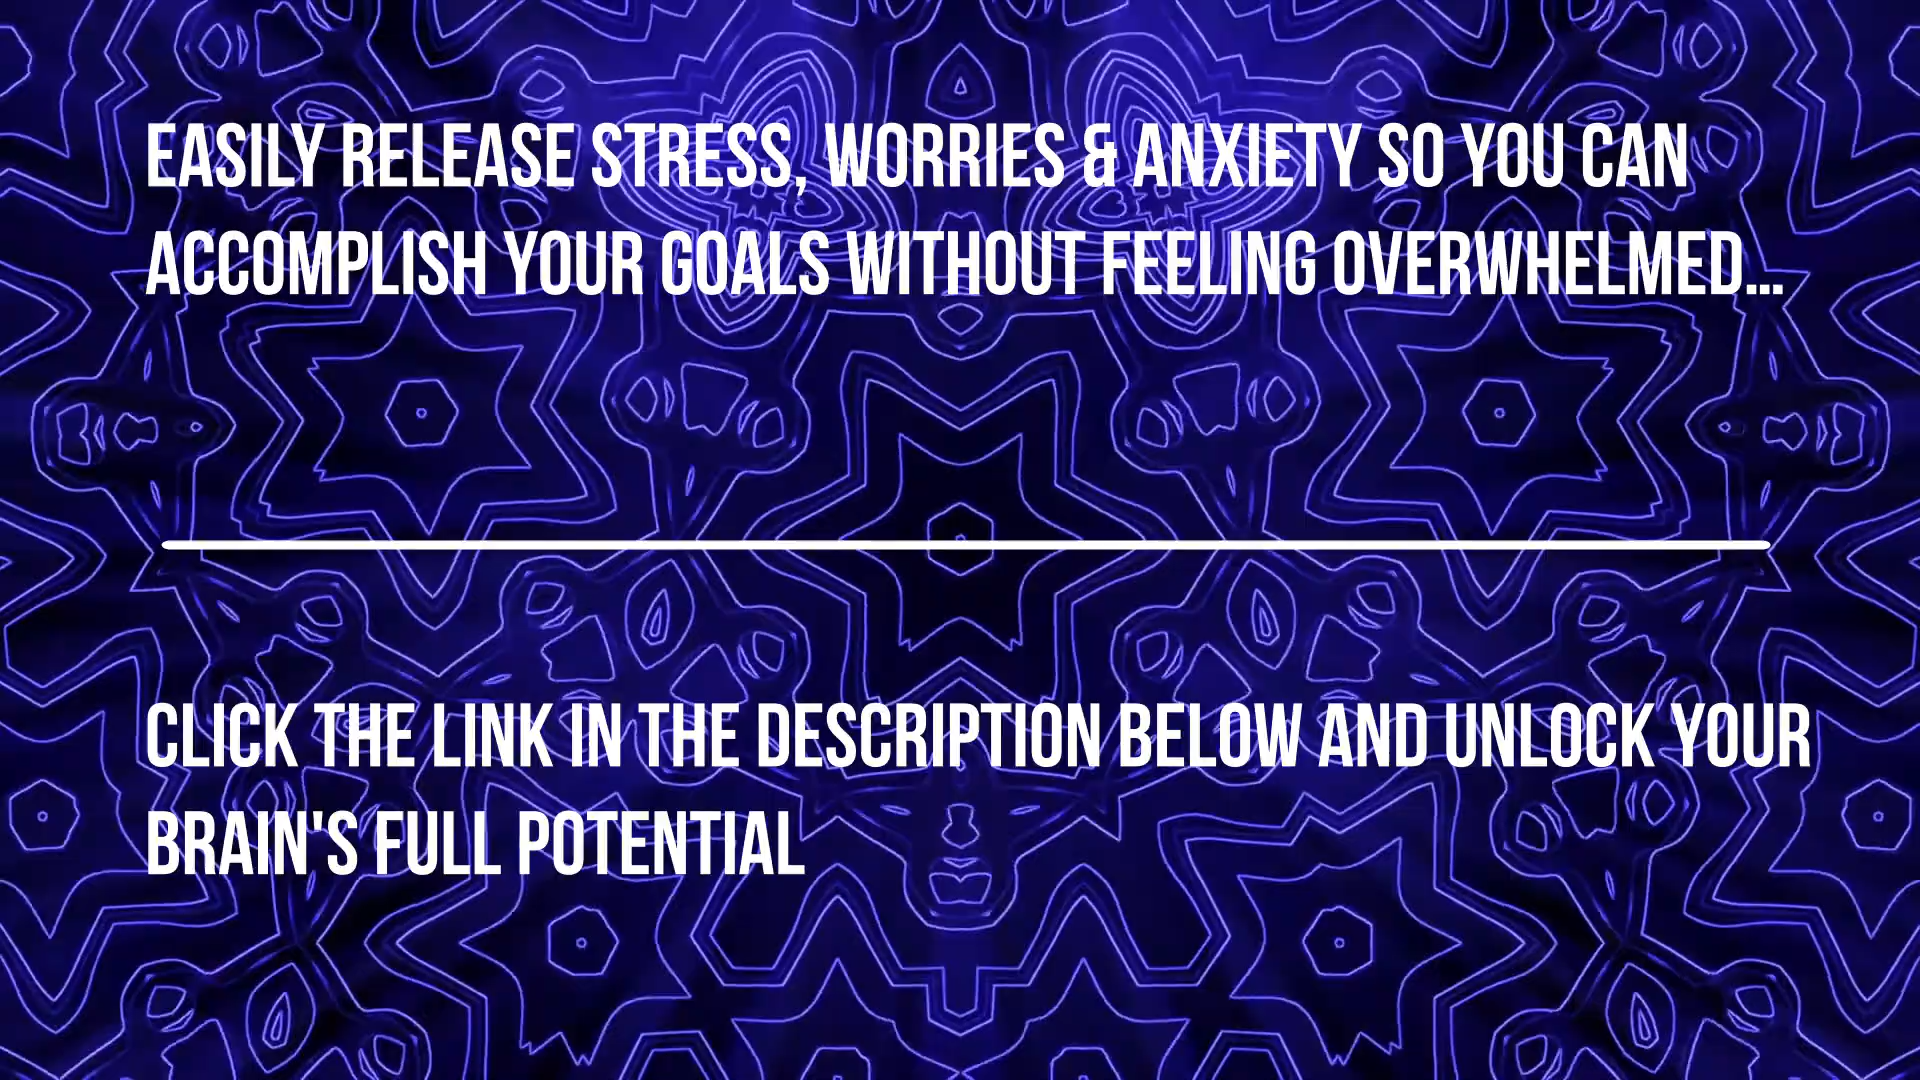 EASILY RELEASE STRESS, WORRIES & ANXIETY SO YOU CAN
ACCOMPLISH YOUR GOALS WITHOUT FEELING OVERWHELMED...
CLICK THE LINK IN THE DESCRIPTION BELOW AND UNLOCK YOUR
BRAIN'S FULL POTENTIAL